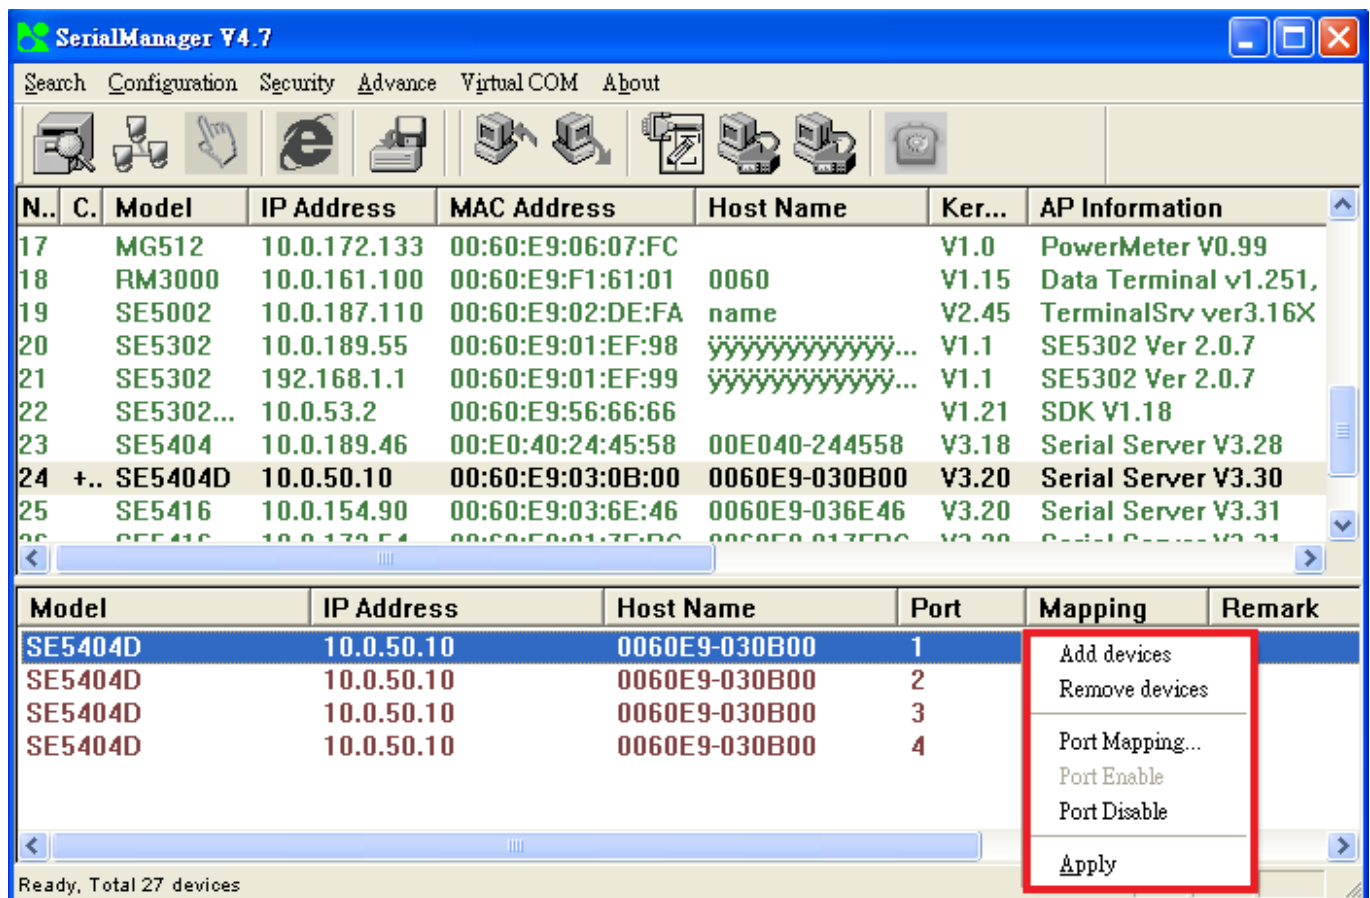 SerialManager V4.7
Search Configuration Security Advance Virtual COM About
N.. C. Model IP Address MAC Address Host Name Ker... AP Information
17 MG512 10.0.172.133 00:60:E9:06:07:FC V1.0 PowerMeter V0.99
18 RM3000 10.0.161.100 00:60:E9:F1:61:01 0060 V1.15 Data Terminal v1.251,
19 SE5002 10.0.187.110 00:60:E9:02:DE:FA name V2.45 TerminalSrv ver3.16X
20 SE5302 10.0.189.55 00:60:E9:01:EF:98 ÿÿÿÿÿÿÿÿÿÿÿÿ... V1.1 SE5302 Ver 2.0.7
21 SE5302 192.168.1.1 00:60:E9:01:EF:99 ÿÿÿÿÿÿÿÿÿÿÿÿ... V1.1 SE5302 Ver 2.0.7
22 SE5302... 10.0.53.2 00:60:E9:56:66:66 V1.21 SDK V1.18
23 SE5404 10.0.189.46 00:E0:40:24:45:58 00E040-244558 V3.18 Serial Server V3.28
24 +.. SE5404D 10.0.50.10 00:60:E9:03:0B:00 0060E9-030B00 V3.20 Serial Server V3.30
25 SE5416 10.0.154.90 00:60:E9:03:6E:46 0060E9-036E46 V3.20 Serial Server V3.31
Model IP Address Host Name Port Mapping Remark
SE5404D 10.0.50.10 0060E9-030B00 1
SE5404D 10.0.50.10 0060E9-030B00 2
SE5404D 10.0.50.10 0060E9-030B00 3
SE5404D 10.0.50.10 0060E9-030B00 4
Add devices
Remove devices
Port Mapping...
Port Enable
Port Disable
Apply
Ready, Total 27 devices